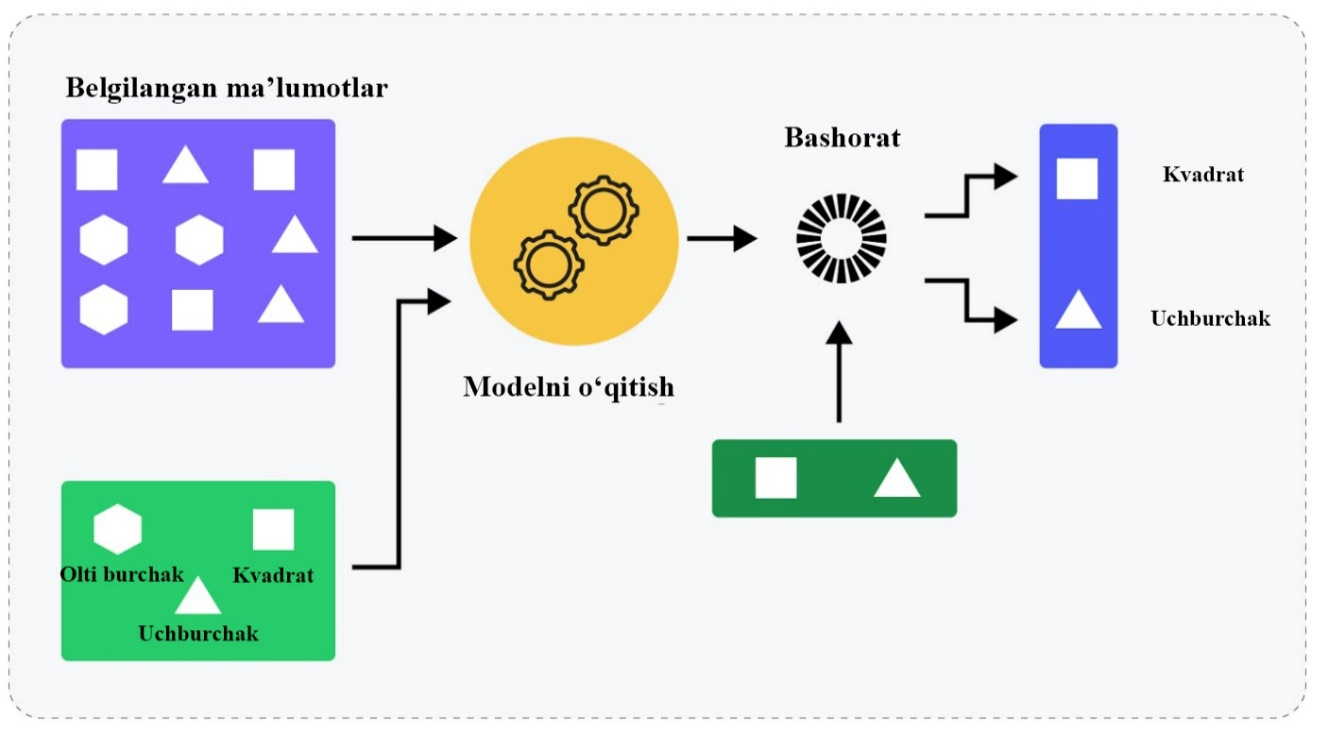 Belgilangan ma’lumotlar
Bashorat
Kvadrat
Uchburchak
Modelni o‘qitish
Olti burchak
Kvadrat
Uchburchak